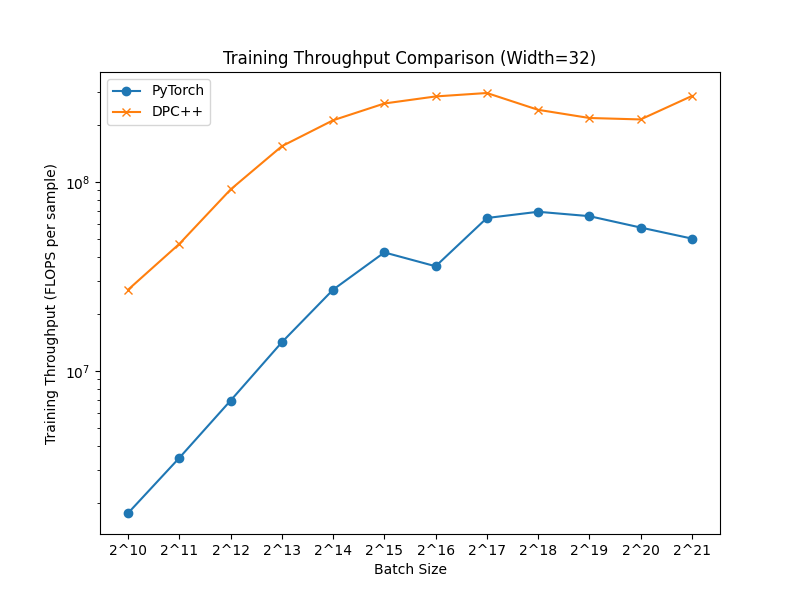 Training Throughput Comparison (Width=32)
PyTorch
DPC++
Training Throughput (FLOPS per sample)
10^8
10^7
2^10 2^11 2^12 2^13 2^14 2^15 2^16 2^17 2^18 2^19 2^20 2^21
Batch Size